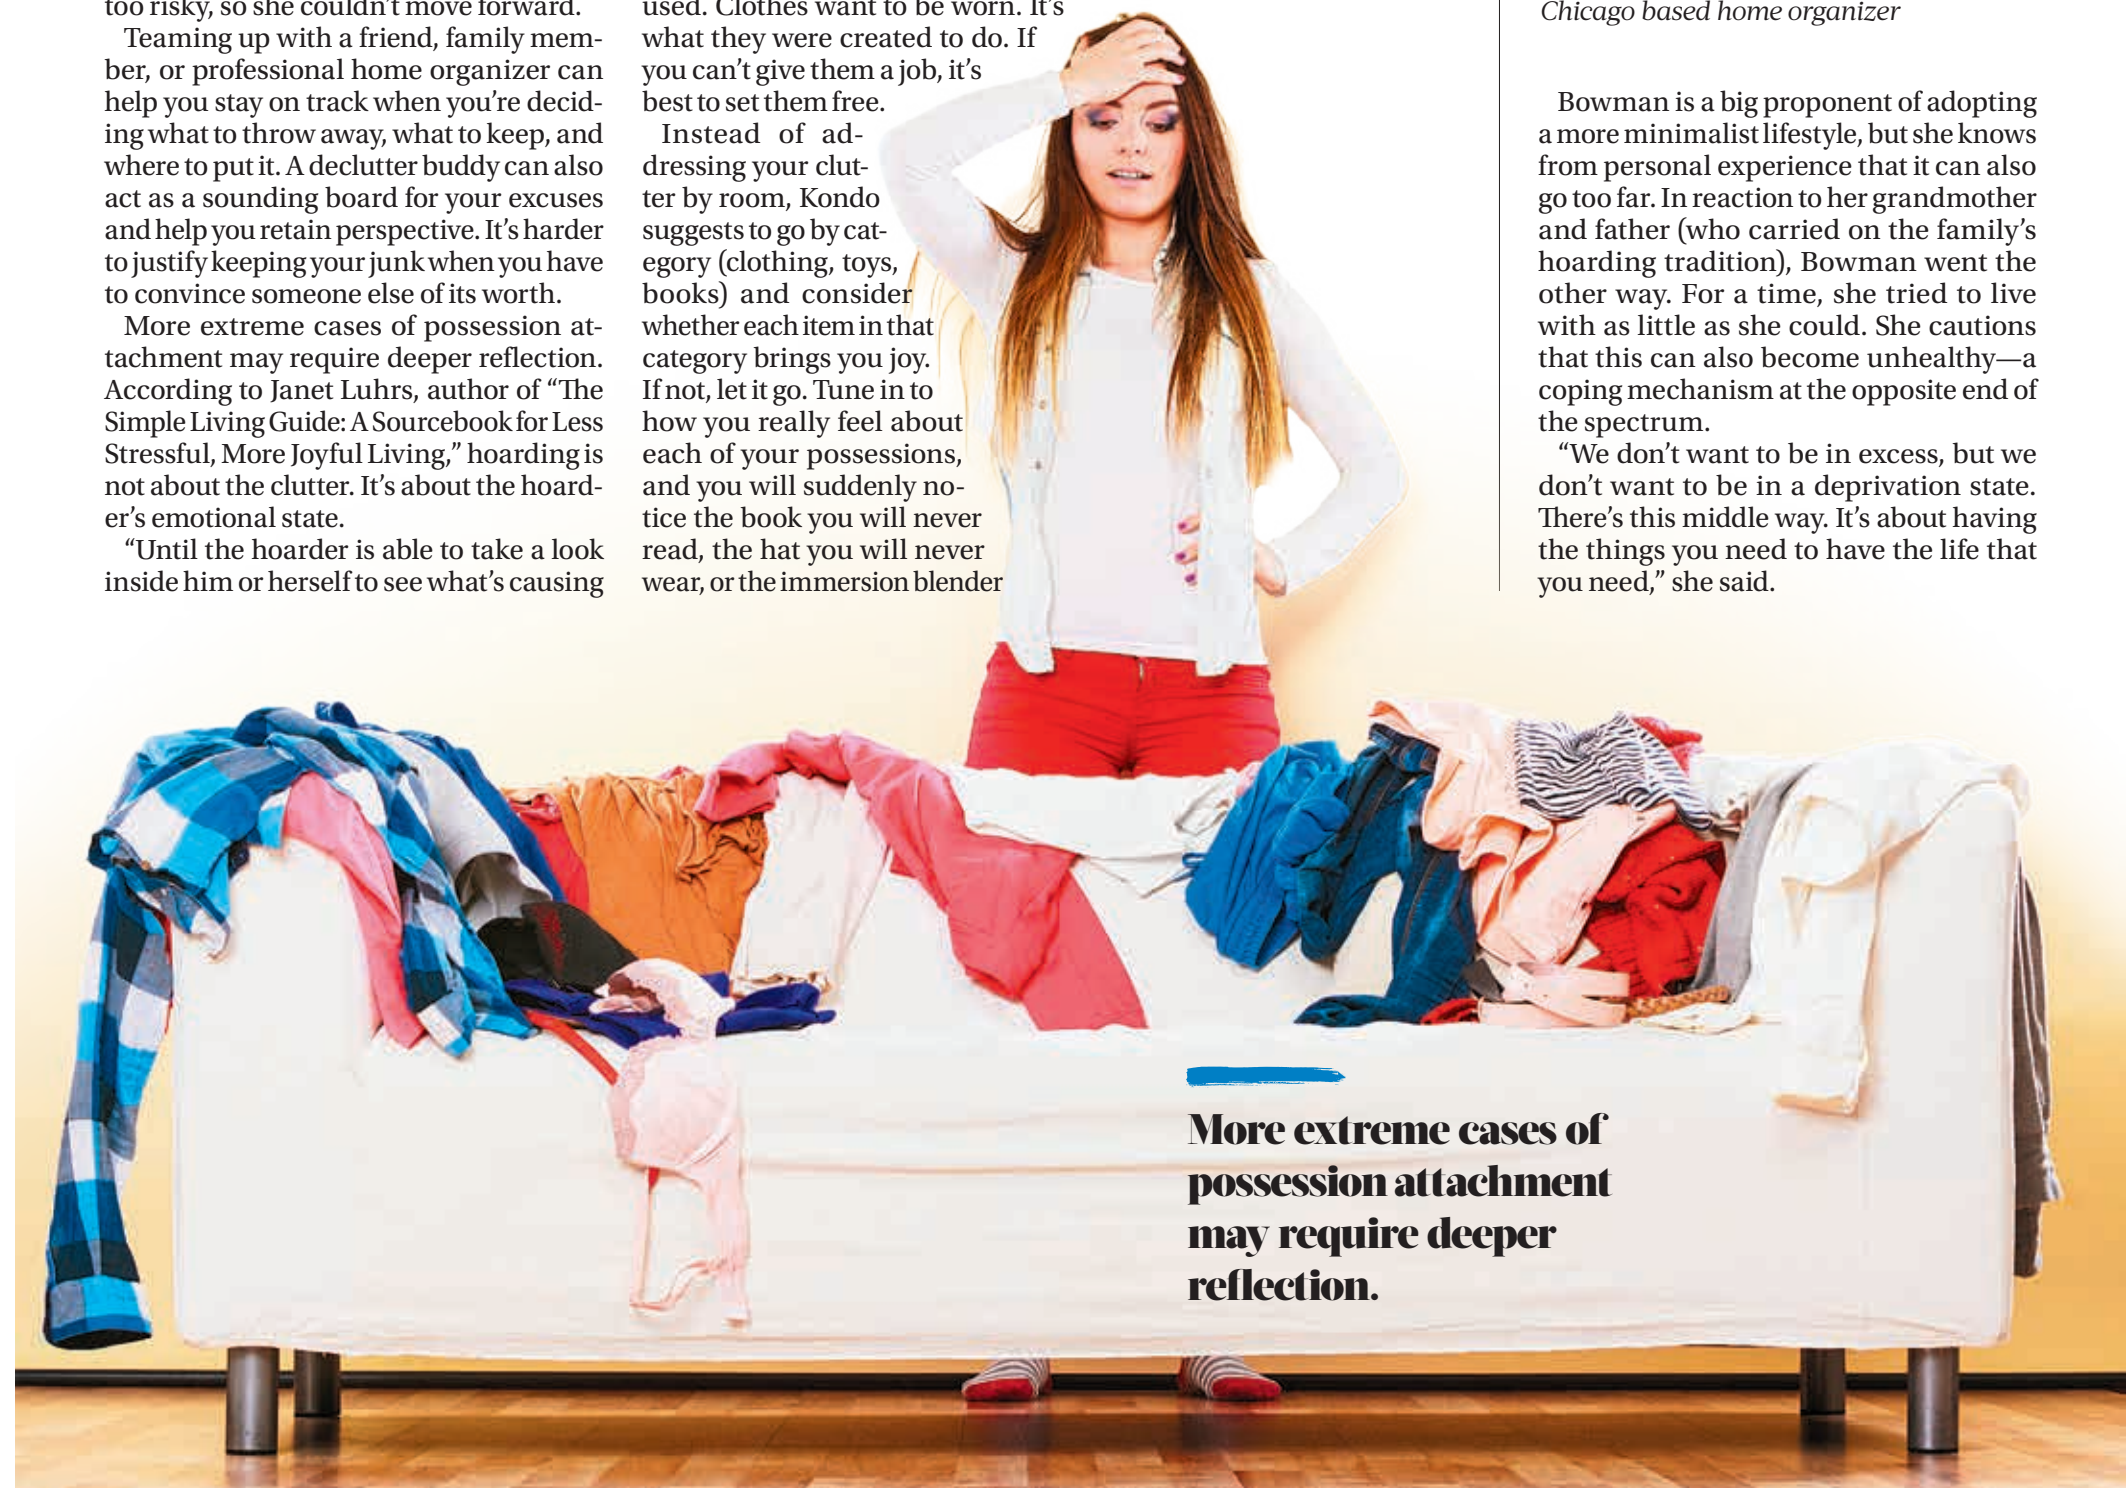 too risky, so she couldn't move forward.
Teaming up with a friend, family mem-
ber, or professional home organizer can
help you stay on track when you're decid-
ing what to throw away, what to keep, and
where to put it. A declutter buddy can also
act as a sounding board for your excuses
and help you retain perspective. It's harder
to justify keeping your junk when you have
to convince someone else of its worth.
More extreme cases of possession at-
tachment may require deeper reflection.
According to Janet Luhrs, author of “The
Simple Living Guide: A Sourcebook for Less
Stressful, More Joyful Living,” hoarding is
not about the clutter. It's about the hoard-
er's emotional state.
“Until the hoarder is able to take a look
inside him or herself to see what's causing
used. Clothes want to be worn. It's
what they were created to do. If
you can't give them a job, it's
best to set them free.
Instead of ad-
dressing your clut-
ter by room, Kondo
suggests to go by cat-
egory (clothing, toys,
books) and consider
whether each item in that
category brings you joy.
If not, let it go. Tune in to
how you really feel about
each of your possessions,
and you will suddenly no-
tice the book you will never
read, the hat you will never
wear, or the immersion blender
Chicago based home organizer
Bowman is a big proponent of adopting
a more minimalist lifestyle, but she knows
from personal experience that it can also
go too far. In reaction to her grandmother
and father (who carried on the family's
hoarding tradition), Bowman went the
other way. For a time, she tried to live
with as little as she could. She cautions
that this can also become unhealthy—a
coping mechanism at the opposite end of
the spectrum.
“We don't want to be in excess, but we
don't want to be in a deprivation state.
There's this middle way. It's about having
the things you need to have the life that
you need,” she said.
More extreme cases of
possession attachment
may require deeper
reflection.